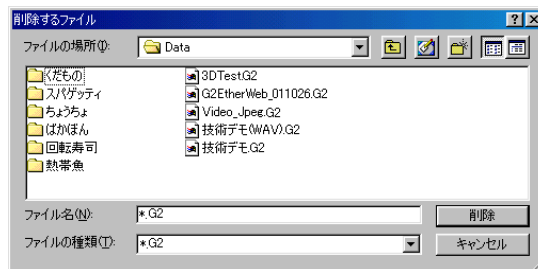 削除するファイル
ファイルの場所(I):
Data
くだもの
スパゲッティ
ちょうちょ
ばかぼん
回転寿司
熱帯魚
3DTest.G2
G2EtherWeb_011026.G2
Video_Jpeg.G2
技術デモ(WAV).G2
技術デモ.G2
ファイル名(N):
*.G2
削除
ファイルの種類(T):
*.G2
キャンセル